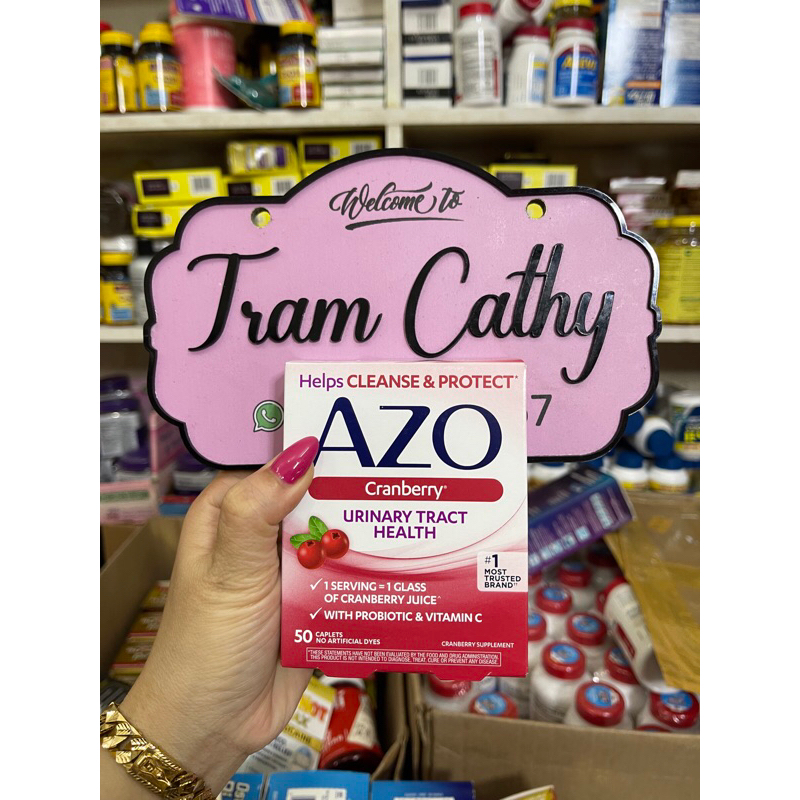 Welcome to
Tram Cathy
57
Helps CLEANSE & PROTECT*
AZO
Cranberry®
URINARY TRACT
HEALTH
#1
MOST
TRUSTED
BRAND††
✓ 1 SERVING = 1 GLASS
OF CRANBERRY JUICE^
✓ WITH PROBIOTIC & VITAMIN C
50 CAPLETS
NO ARTIFICIAL DYES
CRANBERRY SUPPLEMENT
*THESE STATEMENTS HAVE NOT BEEN EVALUATED BY THE FOOD AND DRUG ADMINISTRATION.
THIS PRODUCT IS NOT INTENDED TO DIAGNOSE, TREAT, CURE OR PREVENT ANY DISEASE.